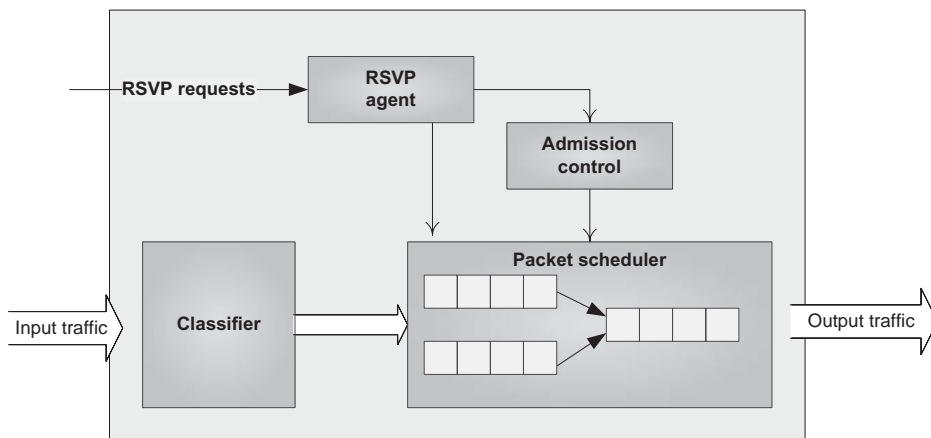 RSVP requests
RSVP
agent
Admission
control
Packet scheduler
Classifier
Input traffic
Output traffic